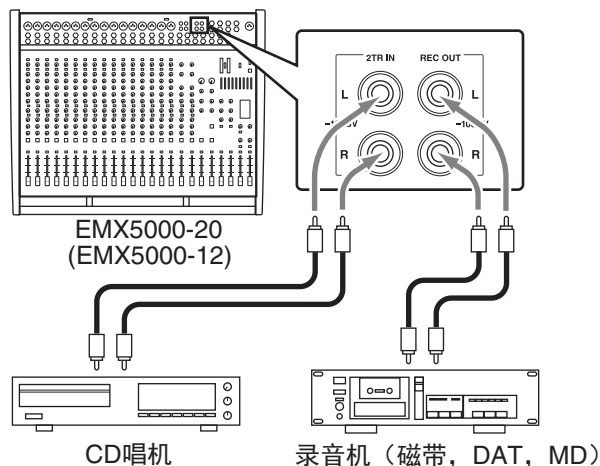 2TR IN REC OUT
L L
R R
EMX5000-20
(EMX5000-12)
CD唱机
录音机（磁带，DAT，MD）